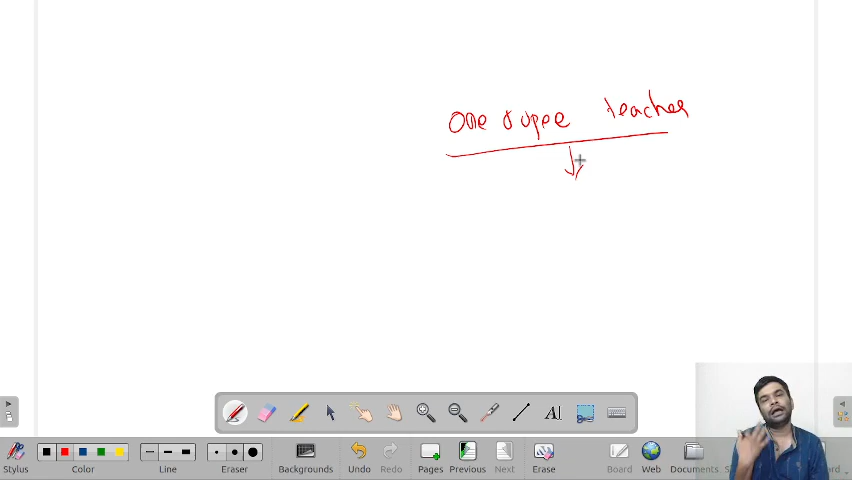 One rupee teacher
Stylus
Color
Line
Eraser
Backgrounds
Undo
Redo
Pages
Previous
Next
Erase
Board
Web
Documents